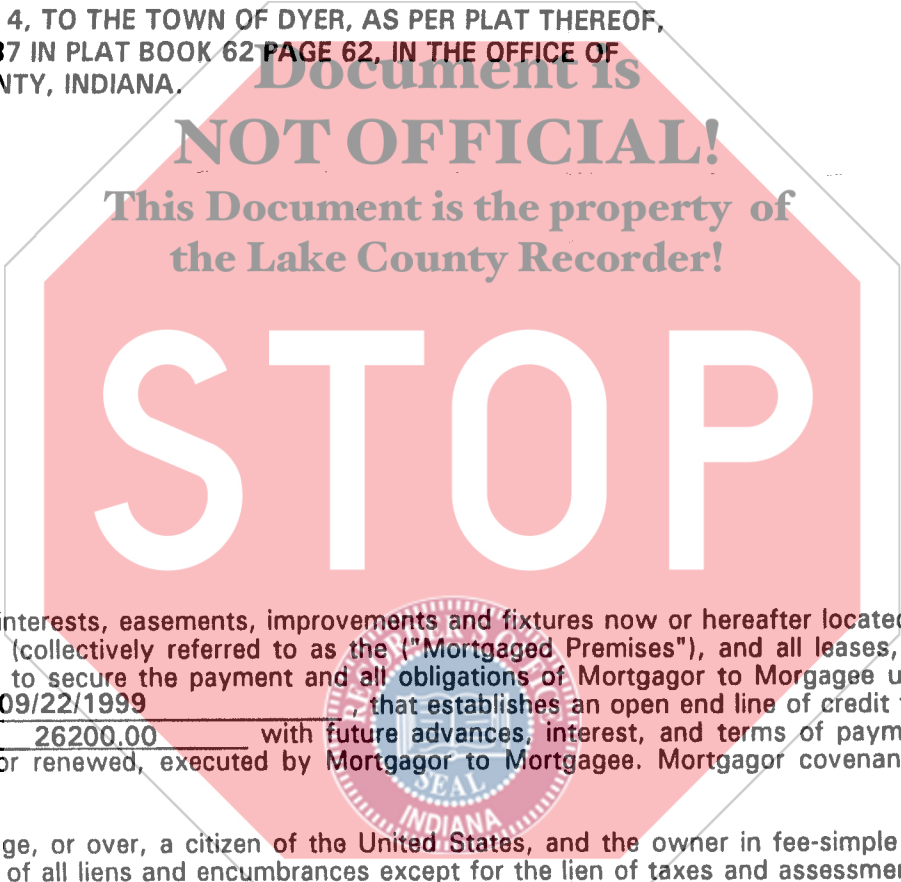 4, TO THE TOWN OF DYER, AS PER PLAT THEREOF,
37 IN PLAT BOOK 62 PAGE 62, IN THE OFFICE OF
NTY, INDIANA.
Document is
NOT OFFICIAL!
This Document is the property of
the Lake County Recorder!
STOP
interests, easements, improvements and fixtures now or hereafter located
(collectively referred to as the ("Mortgaged Premises"), and all leases,
to secure the payment and all obligations of Mortgagor to Morgagee u
09/22/1999 , that establishes an open end line of credit
26200.00 with future advances, interest, and terms of paym
or renewed, executed by Mortgagor to Mortgagee. Mortgagor covenan
RECORDER'S OFFICE
SEAL
INDIANA
ge, or over, a citizen of the United States, and the owner in fee-simple
of all liens and encumbrances except for the lien of taxes and assessmen